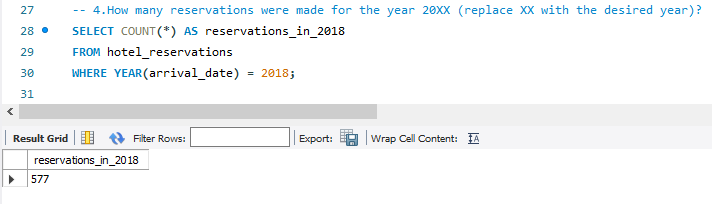 27 -- 4.How many reservations were made for the year 20XX (replace XX with the desired year)?
28 SELECT COUNT(*) AS reservations_in_2018
29 FROM hotel_reservations
30 WHERE YEAR(arrival_date) = 2018;
31
Result Grid Filter Rows: Export: Wrap Cell Content: IA
reservations_in_2018
577